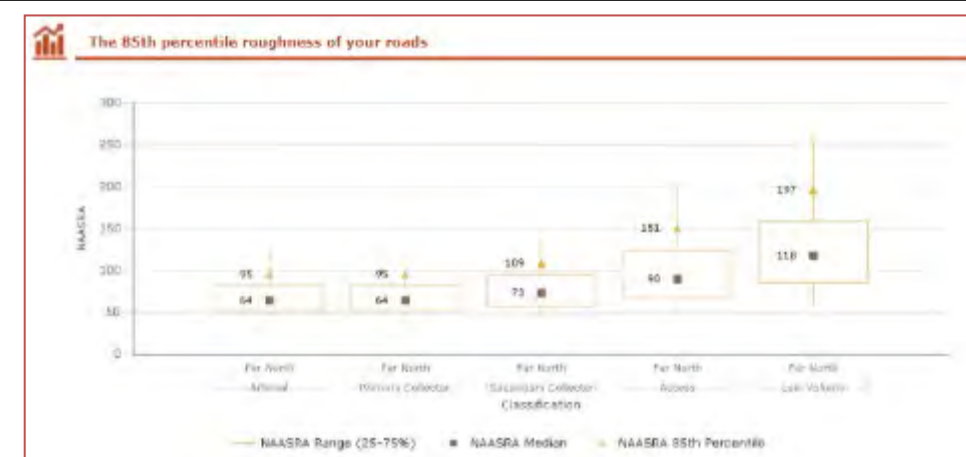 The 85th percentile roughness of your roads
300
250
200
150
100
50
0
NAASRA
95
64
95
64
109
73
151
90
197
118
Far North Far North Far North Far North Far North
Arterial Primary Collector Secondary Collector Access Low Volume
Classification
NAASRA Range (25-75%) NAASRA Median NAASRA 85th Percentile